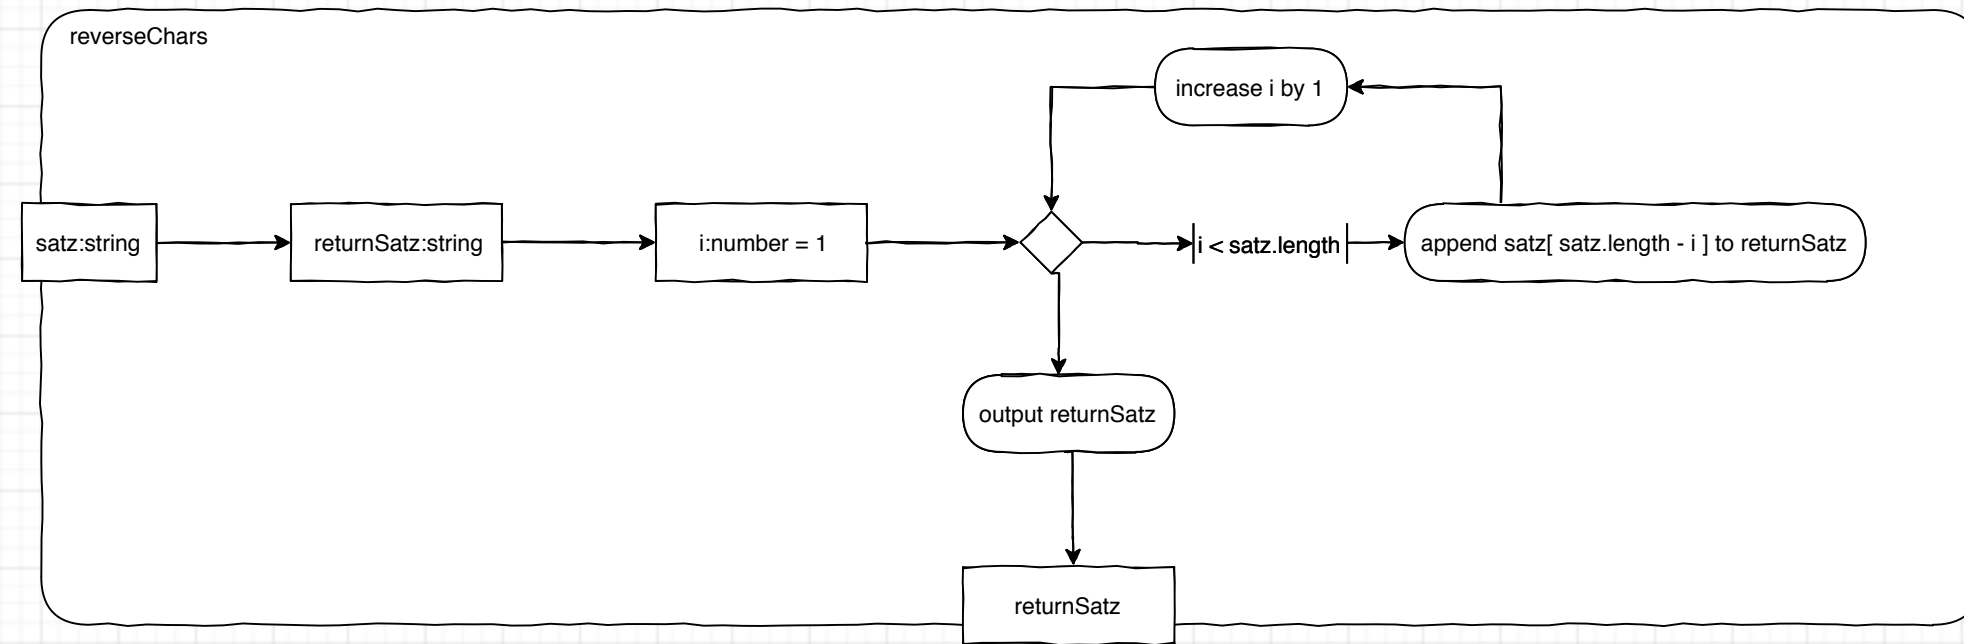 reverseChars
increase i by 1
satz:string
returnSatz:string
i:number = 1
i < satz.length
append satz[ satz.length - i ] to returnSatz
output returnSatz
returnSatz